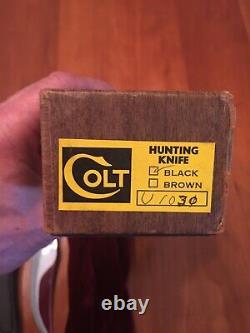 COLT
HUNTING
KNIFE
BLACK
BROWN
U1030